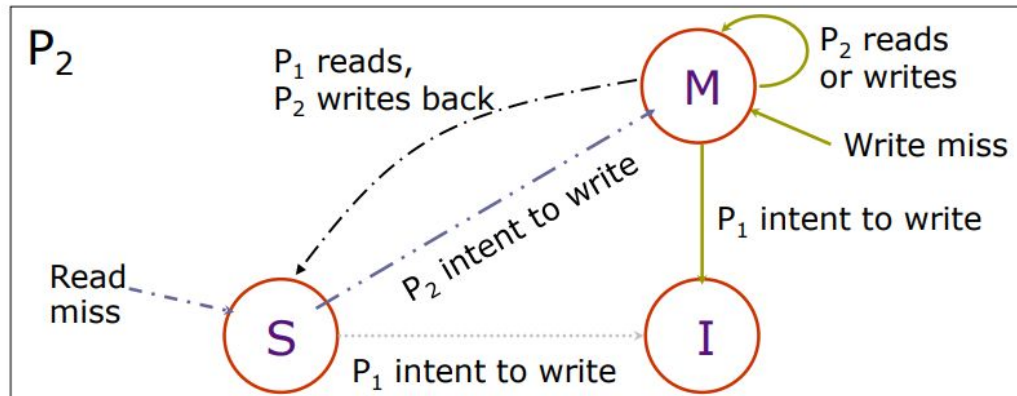 P₂
P₁ reads,
P₂ writes back
M
P₂ reads
or writes
Write miss
P₂ intent to write
P₁ intent to write
Read
miss
S
I
P₁ intent to write